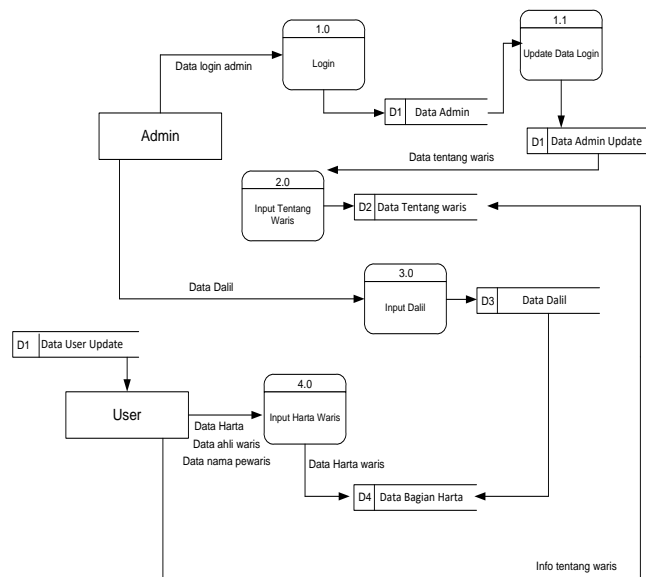 1.0
Login
1.1
Update Data Login
Data login admin
D1 Data Admin
Admin
D1 Data Admin Update
Data tentang waris
2.0
Input Tentang
Waris
D2 Data Tentang waris
3.0
Input Dalil
Data Dalil
D3 Data Dalil
D1 Data User Update
User
4.0
Input Harta Waris
Data Harta
Data ahli waris
Data nama pewaris
Data Harta waris
D4 Data Bagian Harta
Info tentang waris